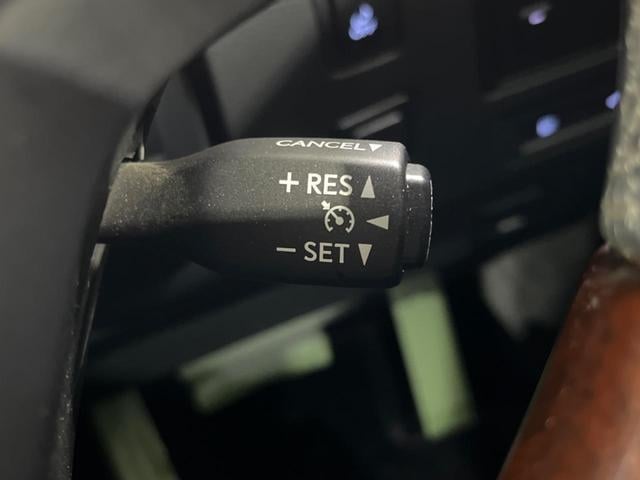 CANCEL▼
+ RES ▲
◀
− SET ▼